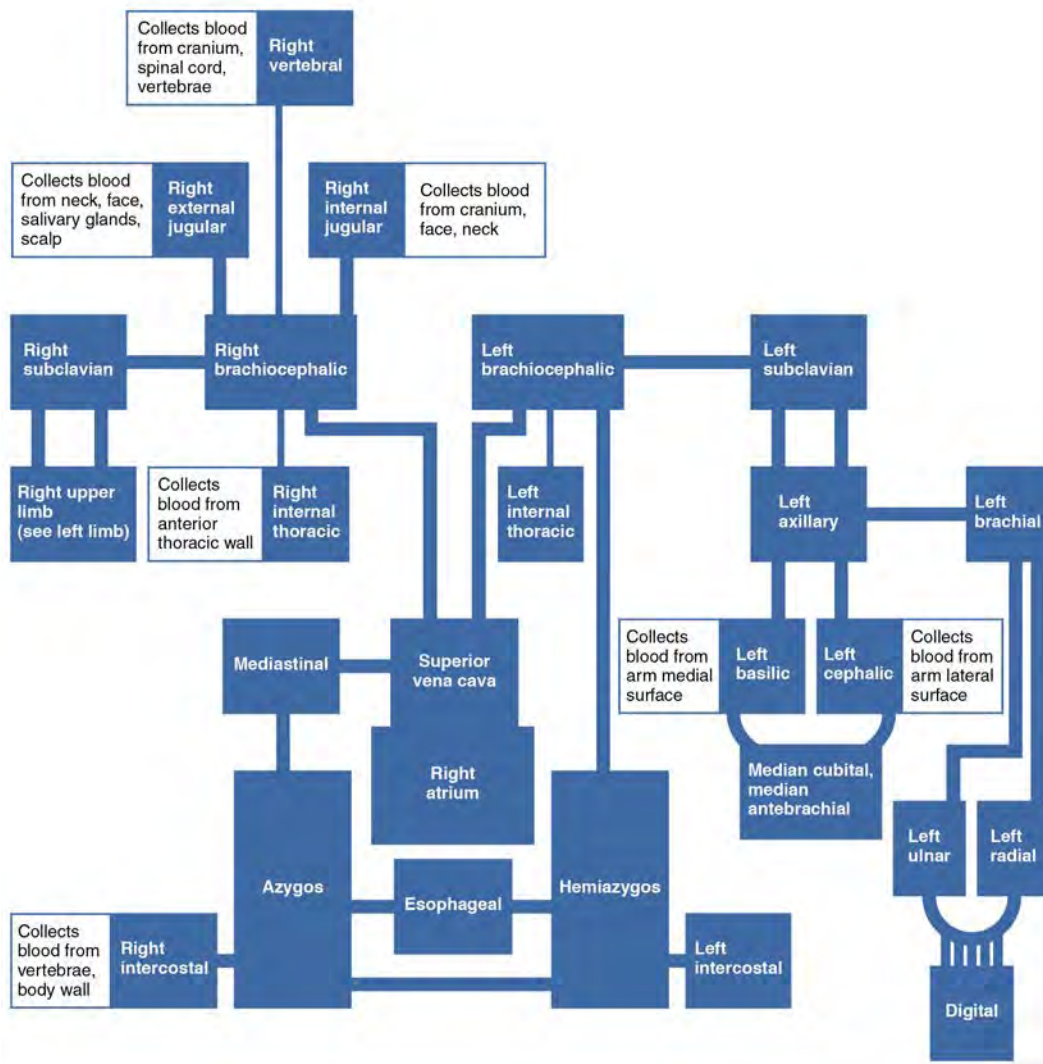 Collects blood
from cranium,
spinal cord,
vertebrae
Right
vertebral
Collects blood
from neck, face,
salivary glands,
scalp
Right
external
jugular
Right
internal
jugular
Collects blood
from cranium,
face, neck
Right
subclavian
Right
brachiocephalic
Left
brachiocephalic
Left
subclavian
Right upper
limb
(see left limb)
Collects
blood from
anterior
thoracic wall
Right
internal
thoracic
Left
internal
thoracic
Left
axillary
Left
brachial
Mediastinal
Superior
vena cava
Collects
blood from
arm medial
surface
Left
basilic
Left
cephalic
Collects
blood from
arm lateral
surface
Right
atrium
Median cubital,
median
antebrachial
Left
ulnar
Left
radial
Azygos
Esophageal
Hemiazygos
Collects
blood from
vertebrae,
body wall
Right
intercostal
Left
intercostal
Digital